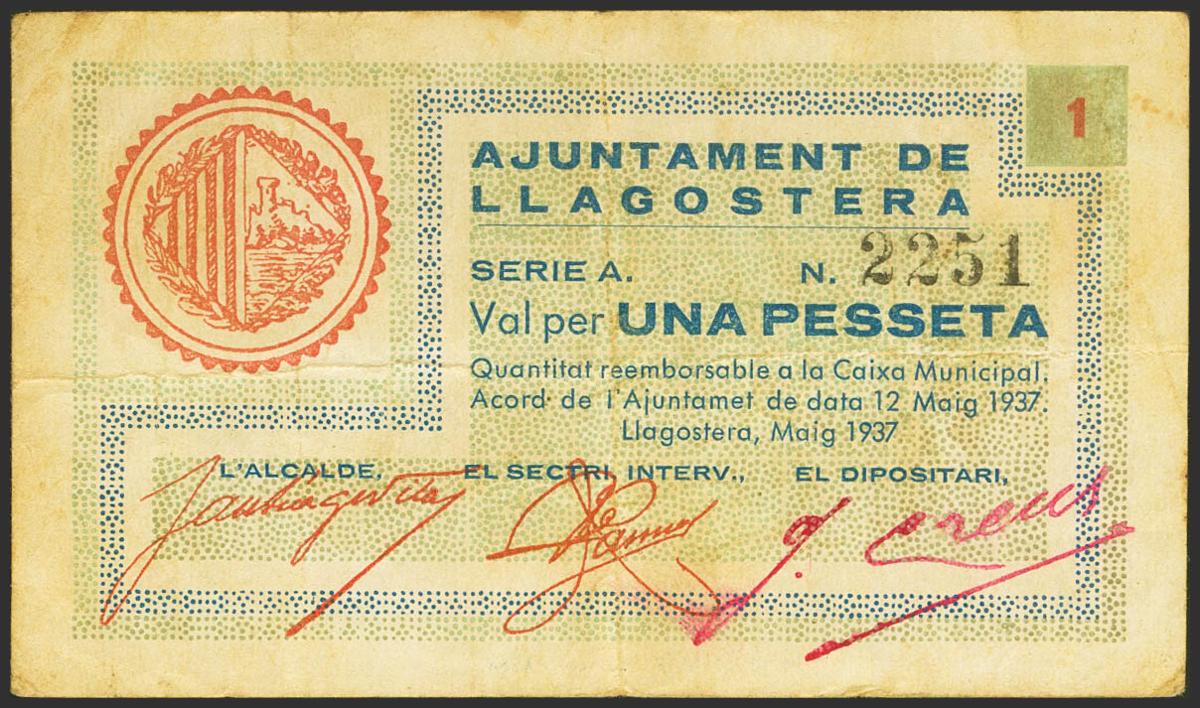 1
AJUNTAMENT DE
LLAGOSTERA
SERIE A. N. 2251
Val per UNA PESSETA
Quantitat reemborsable a la Caixa Municipal.
Acord de l'Ajuntamet de data 12 Maig 1937.
Llagostera, Maig 1937
L'ALCALDE, EL SECTRI. INTERV., EL DIPOSITARI,
J. Creus